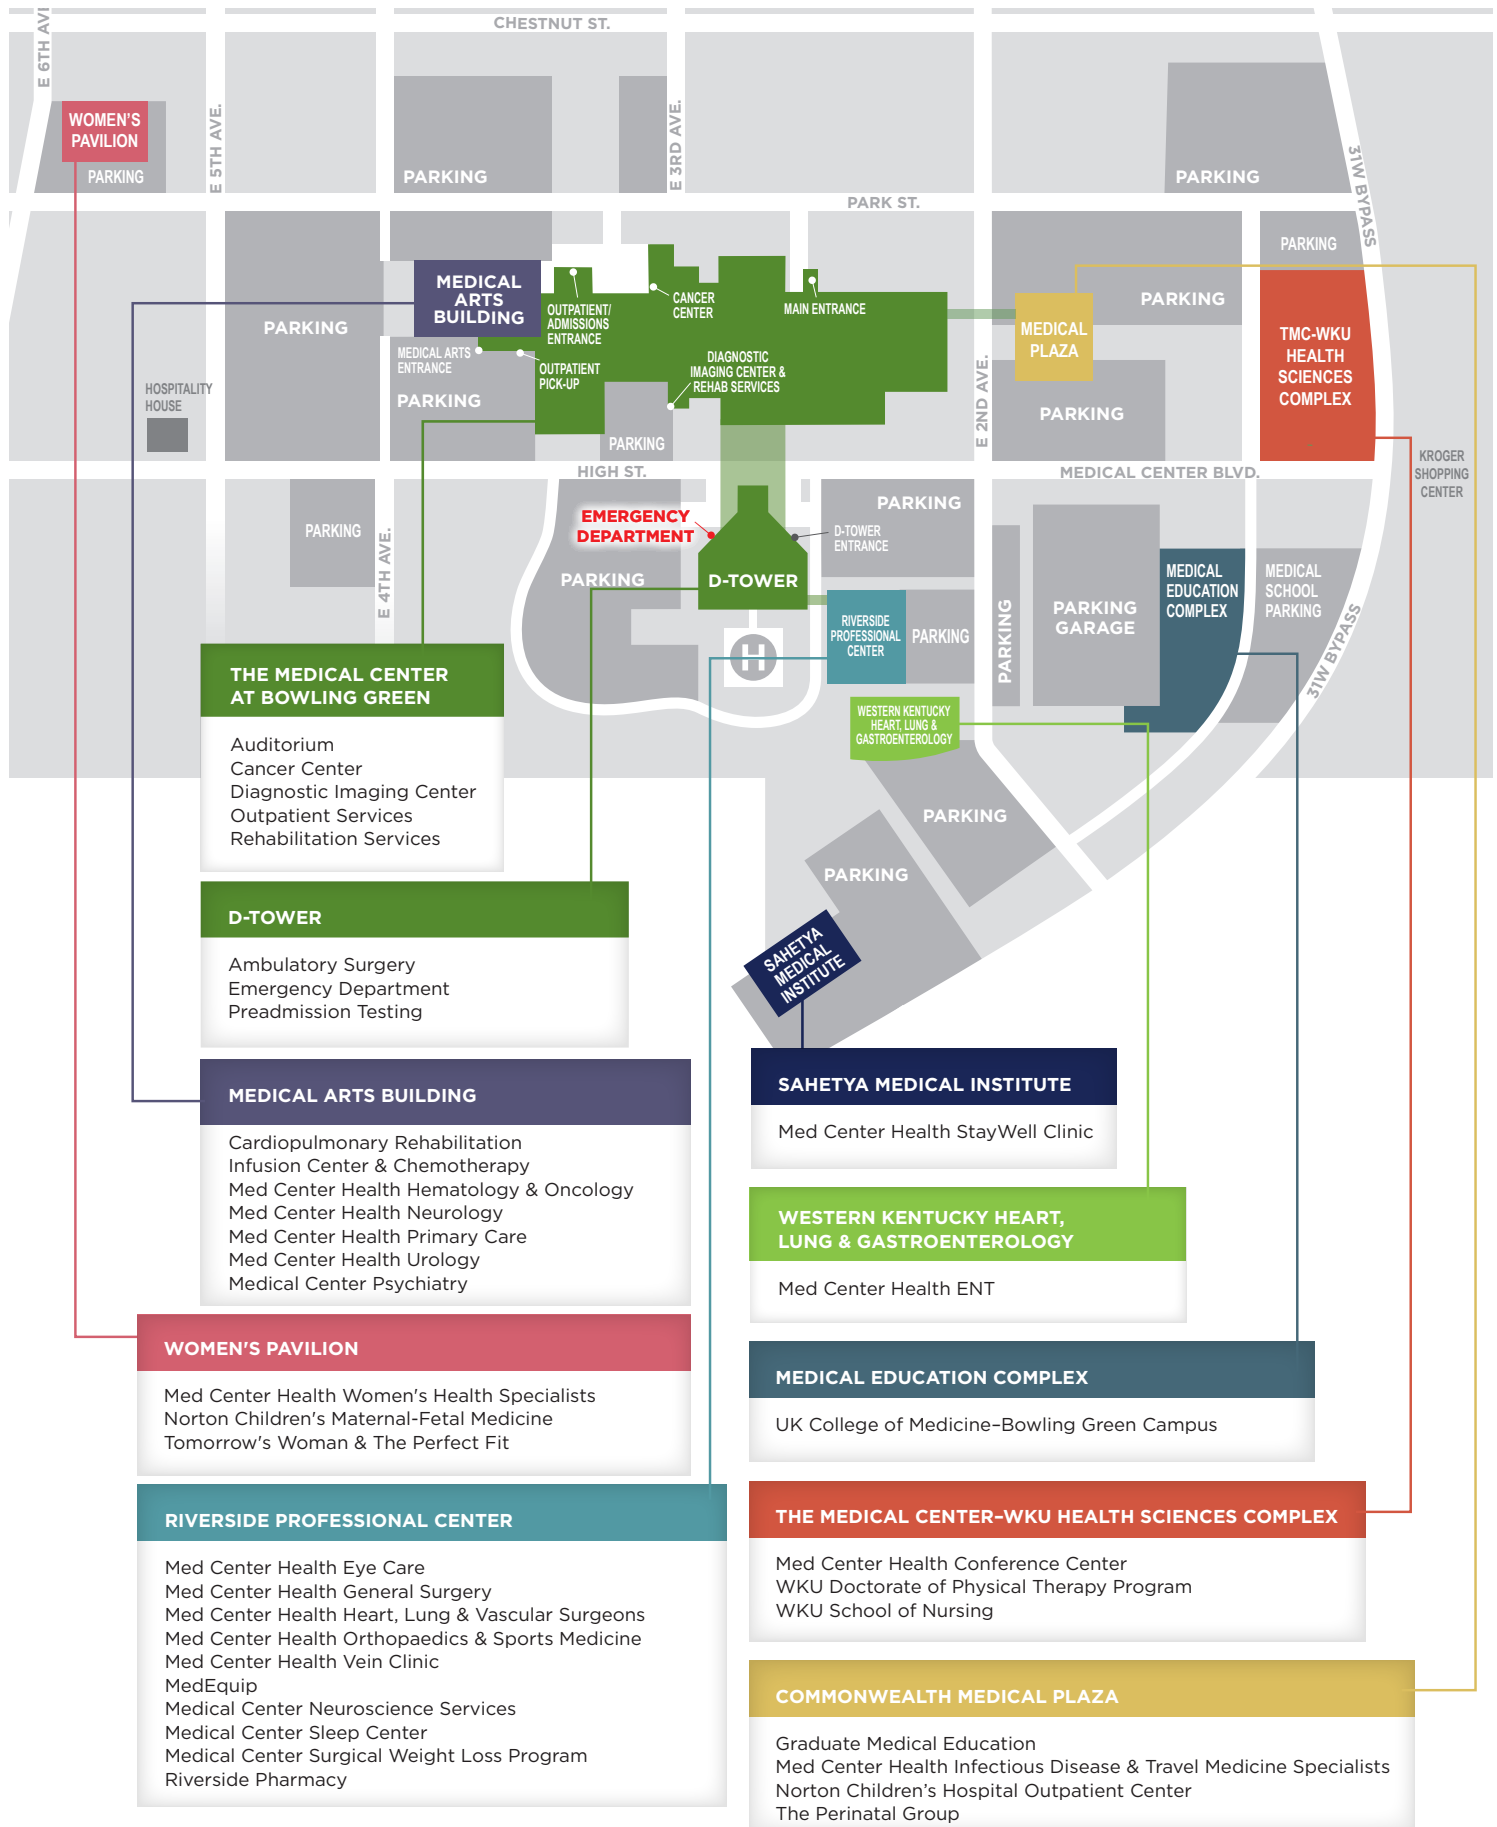 CHESTNUT ST.
E 6TH AVE
WOMEN'S
PAVILION
PARKING
E 5TH AVE.
PARKING
E 3RD AVE.
PARKING
31W BYPASS
PARK ST.
PARKING
MEDICAL
ARTS
BUILDING
PARKING
OUTPATIENT/
ADMISSIONS
ENTRANCE
CANCER
CENTER
MAIN ENTRANCE
PARKING
MEDICAL
PLAZA
TMC-WKU
HEALTH
SCIENCES
COMPLEX
MEDICAL ARTS
ENTRANCE
OUTPATIENT
PICK-UP
DIAGNOSTIC
IMAGING CENTER &
REHAB SERVICES
E 2ND AVE.
HOSPITALITY
HOUSE
PARKING
PARKING
PARKING
KROGER
SHOPPING
CENTER
HIGH ST.
MEDICAL CENTER BLVD.
PARKING
E 4TH AVE.
EMERGENCY
DEPARTMENT
PARKING
D-TOWER
ENTRANCE
PARKING
D-TOWER
H
RIVERSIDE
PROFESSIONAL
CENTER
PARKING
PARKING
PARKING
GARAGE
MEDICAL
EDUCATION
COMPLEX
MEDICAL
SCHOOL
PARKING
31W BYPASS
WESTERN KENTUCKY
HEART, LUNG &
GASTROENTEROLOGY
PARKING
PARKING
SAHETYA
MEDICAL
INSTITUTE
THE MEDICAL CENTER
AT BOWLING GREEN
Auditorium
Cancer Center
Diagnostic Imaging Center
Outpatient Services
Rehabilitation Services
D-TOWER
Ambulatory Surgery
Emergency Department
Preadmission Testing
MEDICAL ARTS BUILDING
Cardiopulmonary Rehabilitation
Infusion Center & Chemotherapy
Med Center Health Hematology & Oncology
Med Center Health Neurology
Med Center Health Primary Care
Med Center Health Urology
Medical Center Psychiatry
WOMEN'S PAVILION
Med Center Health Women's Health Specialists
Norton Children's Maternal-Fetal Medicine
Tomorrow's Woman & The Perfect Fit
RIVERSIDE PROFESSIONAL CENTER
Med Center Health Eye Care
Med Center Health General Surgery
Med Center Health Heart, Lung & Vascular Surgeons
Med Center Health Orthopaedics & Sports Medicine
Med Center Health Vein Clinic
MedEquip
Medical Center Neuroscience Services
Medical Center Sleep Center
Medical Center Surgical Weight Loss Program
Riverside Pharmacy
SAHETYA MEDICAL INSTITUTE
Med Center Health StayWell Clinic
WESTERN KENTUCKY HEART,
LUNG & GASTROENTEROLOGY
Med Center Health ENT
MEDICAL EDUCATION COMPLEX
UK College of Medicine–Bowling Green Campus
THE MEDICAL CENTER–WKU HEALTH SCIENCES COMPLEX
Med Center Health Conference Center
WKU Doctorate of Physical Therapy Program
WKU School of Nursing
COMMONWEALTH MEDICAL PLAZA
Graduate Medical Education
Med Center Health Infectious Disease & Travel Medicine Specialists
Norton Children’s Hospital Outpatient Center
The Perinatal Group